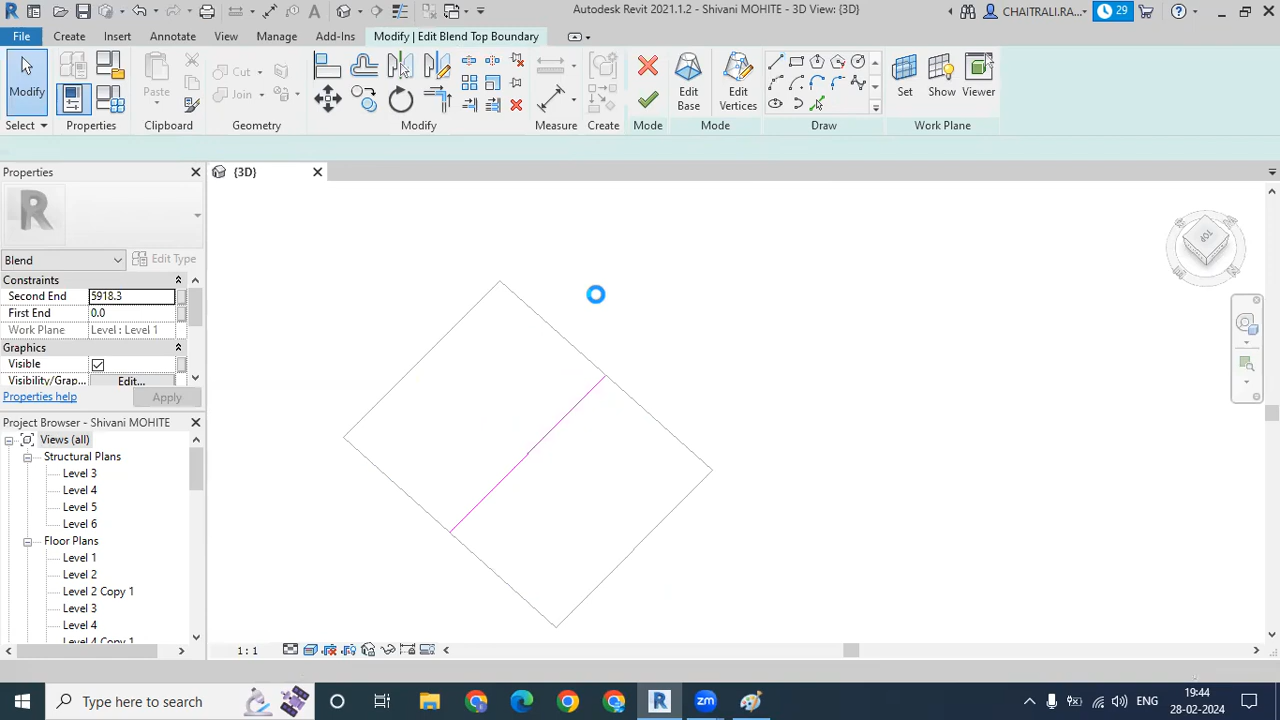 Autodesk Revit 2021.1.2 - Shivani MOHITE - 3D View: {3D}
CHAITRALI.RA...
29
File
Create
Insert
Annotate
View
Manage
Add-Ins
Modify | Edit Blend Top Boundary
Modify
Paste
Cut
Join
Edit Base
Edit Vertices
Set
Show
Viewer
Select
Properties
Clipboard
Geometry
Modify
Measure
Create
Mode
Mode
Draw
Work Plane
Properties
{3D}
Blend
Edit Type
Constraints
Second End 5918.3
First End 0.0
Work Plane Level : Level 1
Graphics
Visible
Visibility/Grap... Edit...
Properties help
Apply
Project Browser - Shivani MOHITE
Views (all)
Structural Plans
Level 3
Level 4
Level 5
Level 6
Floor Plans
Level 1
Level 2
Level 2 Copy 1
Level 3
Level 4
Level 4 Copy 1
TOP
1 : 1
Type here to search
R
zm
ENG
19:44
28-02-2024